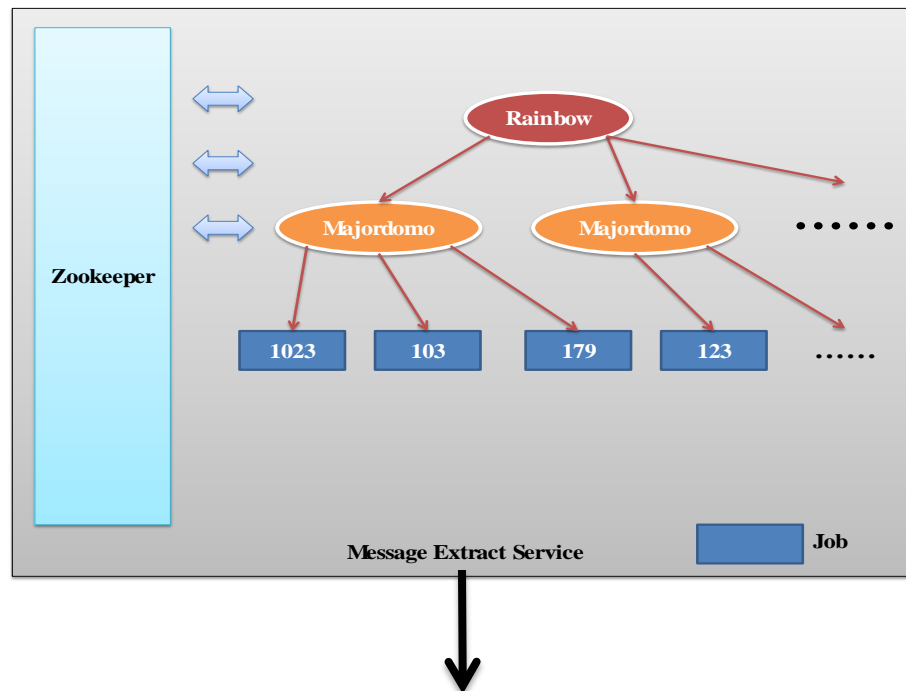 Rainbow
Majordomo
Majordomo
......
Zookeeper
1023
103
179
123
......
Job
Message Extract Service